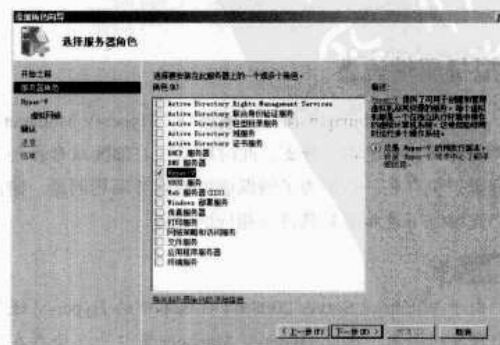 添加角色向导
选择服务器角色
开始之前
服务器角色
Hyper-V
虚拟网络
确认
进度
结果
选择要安装在此服务器上的一个或多个角色。
角色(R):
Active Directory Rights Management Services
Active Directory 联合身份验证服务
Active Directory 轻型目录服务
Active Directory 域服务
Active Directory 证书服务
DHCP 服务器
DNS 服务器
Hyper-V
UDDI 服务
Web 服务器(IIS)
Windows 部署服务
传真服务器
打印服务
网络策略和访问服务
文件服务
应用程序服务器
终端服务
有关服务器角色的详细信息
描述:
< 上一步(P)
下一步(N) >
安装(I)
取消